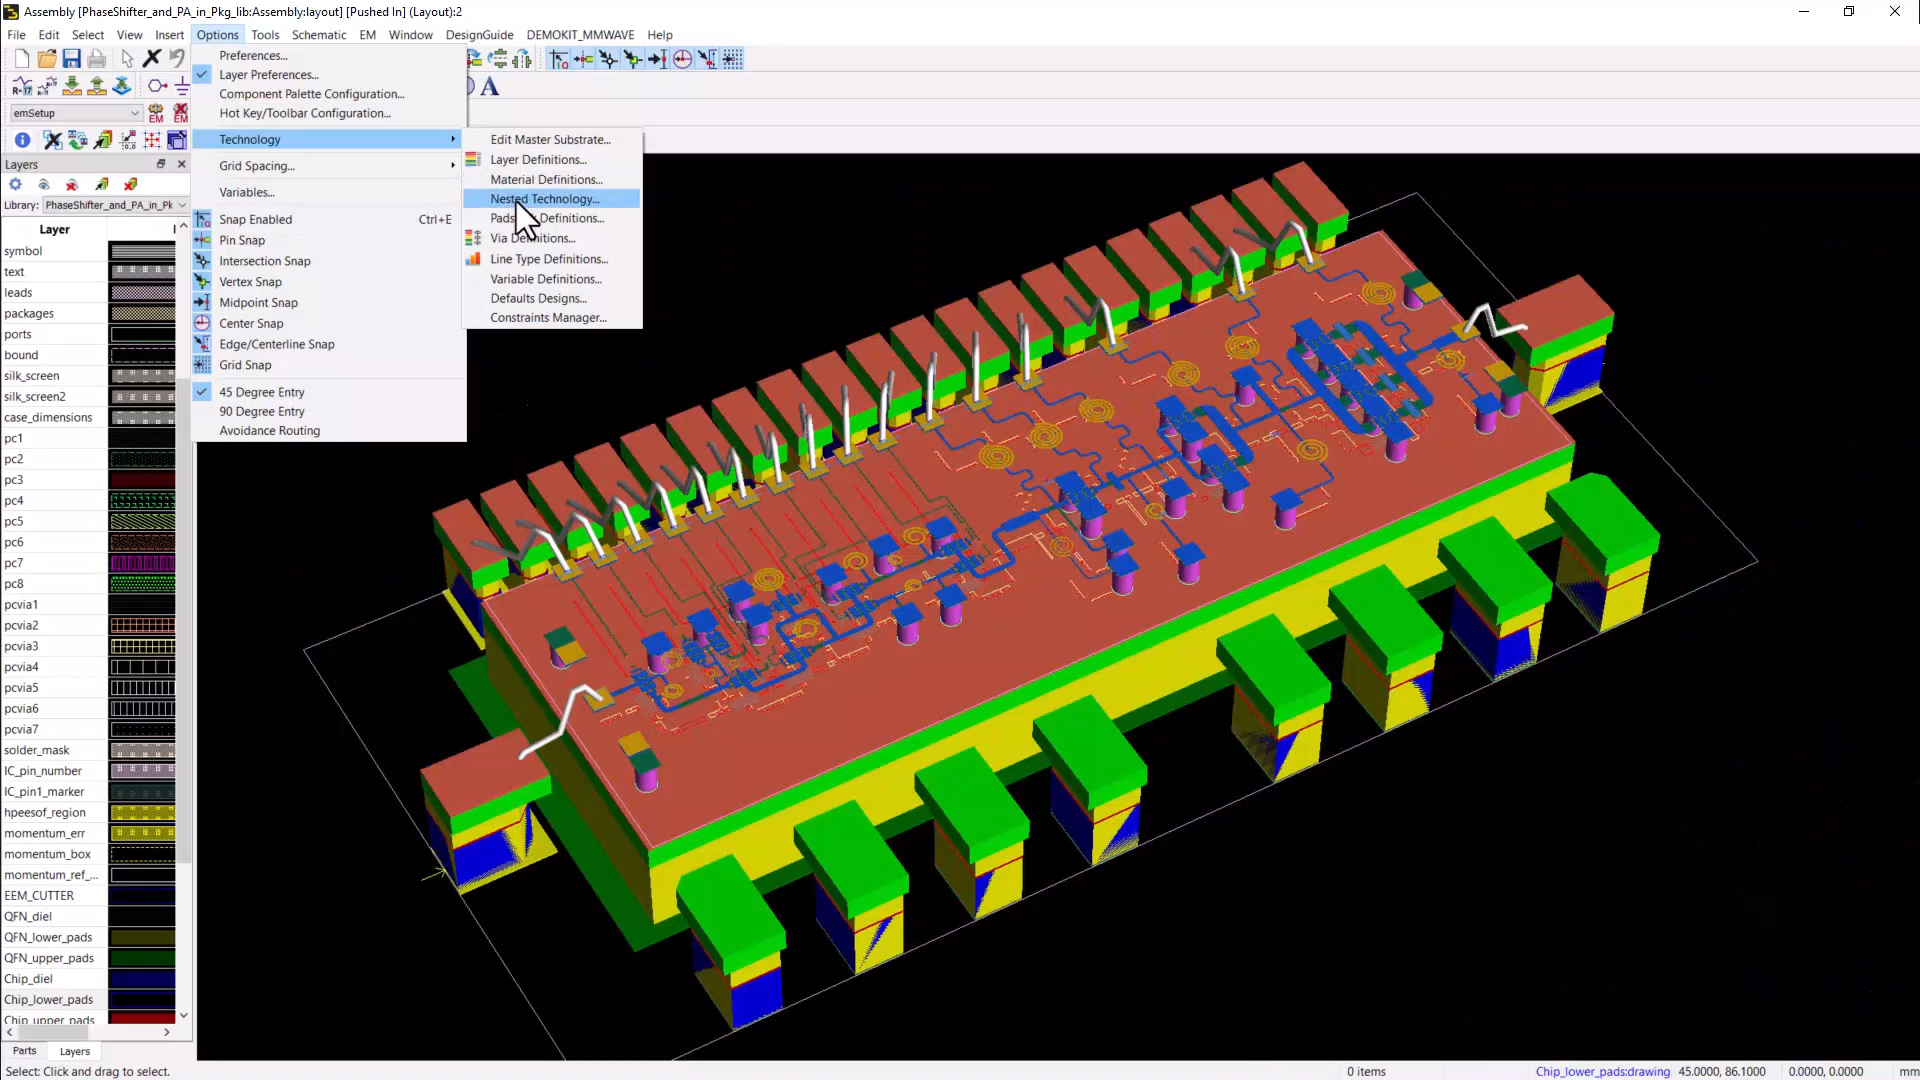 Assembly [PhaseShifter_and_PA_in_Pkg_lib:Assembly:layout] [Pushed In] (Layout):2
File Edit Select View Insert Options Tools Schematic EM Window DesignGuide DEMOKIT_MMWAVE Help
Preferences...
Layer Preferences...
Component Palette Configuration...
Hot Key/Toolbar Configuration...
Technology
Grid Spacing...
Variables...
Snap Enabled Ctrl+E
Pin Snap
Intersection Snap
Vertex Snap
Midpoint Snap
Center Snap
Edge/Centerline Snap
Grid Snap
45 Degree Entry
90 Degree Entry
Avoidance Routing
Edit Master Substrate...
Layer Definitions...
Material Definitions...
Nested Technology...
Definitions...
Via Definitions...
Line Type Definitions...
Variable Definitions...
Defaults Designs...
Constraints Manager...
A
emSetup
EM EM
Layers
Library: PhaseShifter_and_PA_in_Pk
Layer
symbol
text
leads
packages
ports
bound
silk_screen
silk_screen2
case_dimensions
pc1
pc2
pc3
pc4
pc5
pc6
pc7
pc8
pcvia1
pcvia2
pcvia3
pcvia4
pcvia5
pcvia6
pcvia7
solder_mask
IC_pin_number
IC_pin1_marker
hpeesof_region
momentum_err
momentum_box
momentum_ref_...
EEM_CUTTER
QFN_diel
QFN_lower_pads
QFN_upper_pads
Chip_diel
Chip_lower_pads
Chip_upper_pads
Parts Layers
Select: Click and drag to select. 0 items Chip_lower_pads:drawing 45.0000, 86.1000 0.0000, 0.0000 mm